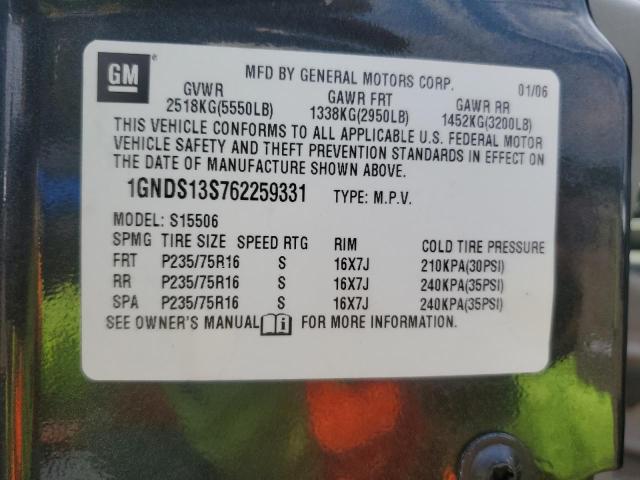 GM
®
MFD BY GENERAL MOTORS CORP. 01/06
GVWR GAWR FRT GAWR RR
2518KG(5550LB) 1338KG(2950LB) 1452KG(3200LB)
THIS VEHICLE CONFORMS TO ALL APPLICABLE U.S. FEDERAL MOTOR
VEHICLE SAFETY AND THEFT PREVENTION STANDARDS IN EFFECT ON
THE DATE OF MANUFACTURE SHOWN ABOVE.
1GNDS13S762259331 TYPE: M.P.V.
MODEL: S15506
SPMG TIRE SIZE SPEED RTG RIM COLD TIRE PRESSURE
FRT P235/75R16 S 16X7J 210KPA(30PSI)
RR P235/75R16 S 16X7J 240KPA(35PSI)
SPA P235/75R16 S 16X7J 240KPA(35PSI)
SEE OWNER'S MANUAL i FOR MORE INFORMATION.